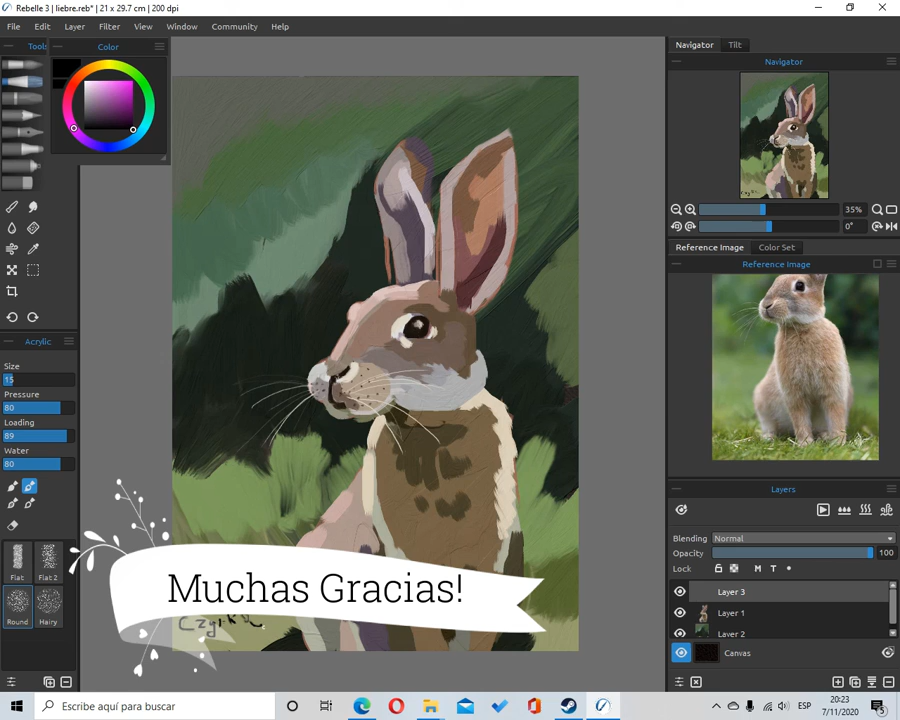 Rebelle 3 | liebre.reb* | 21 x 29.7 cm | 200 dpi
File Edit Layer Filter View Window Community Help
Tools
Color
Navigator Tilt
Navigator
35%
0°
Reference Image Color Set
Reference Image
Acrylic
Size
15
Pressure
80
Loading
89
Water
80
Flat Flat 2
Round Hairy
Muchas Gracias!
Layers
Blending Normal
Opacity 100
Lock M T
Layer 3
Layer 1
Layer 2
Canvas
Escribe aquí para buscar
ESP
20:23
7/11/2020
5